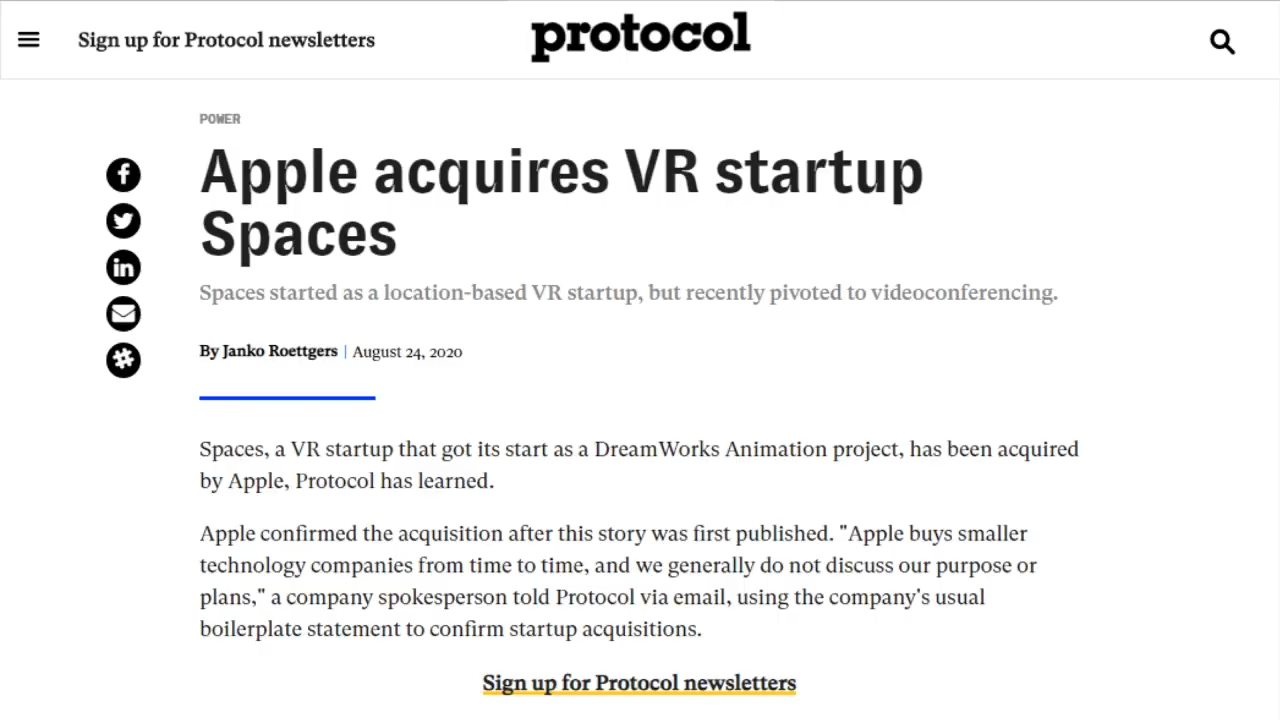 Sign up for Protocol newsletters
protocol
POWER
Apple acquires VR startup
Spaces
Spaces started as a location-based VR startup, but recently pivoted to videoconferencing.
By Janko Roettgers | August 24, 2020
Spaces, a VR startup that got its start as a DreamWorks Animation project, has been acquired
by Apple, Protocol has learned.
Apple confirmed the acquisition after this story was first published. "Apple buys smaller
technology companies from time to time, and we generally do not discuss our purpose or
plans," a company spokesperson told Protocol via email, using the company's usual
boilerplate statement to confirm startup acquisitions.
Sign up for Protocol newsletters